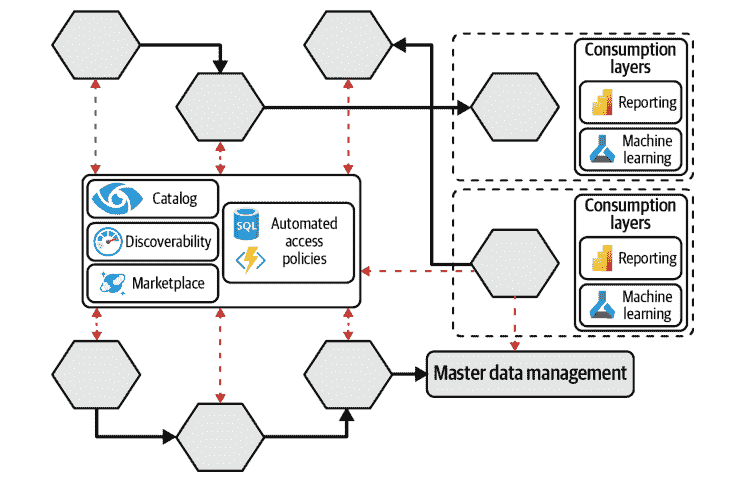 Consumption
layers
Reporting
Machine
learning
Catalog
Discoverability
Marketplace
SQL
Automated
access
policies
Consumption
layers
Reporting
Machine
learning
Master data management